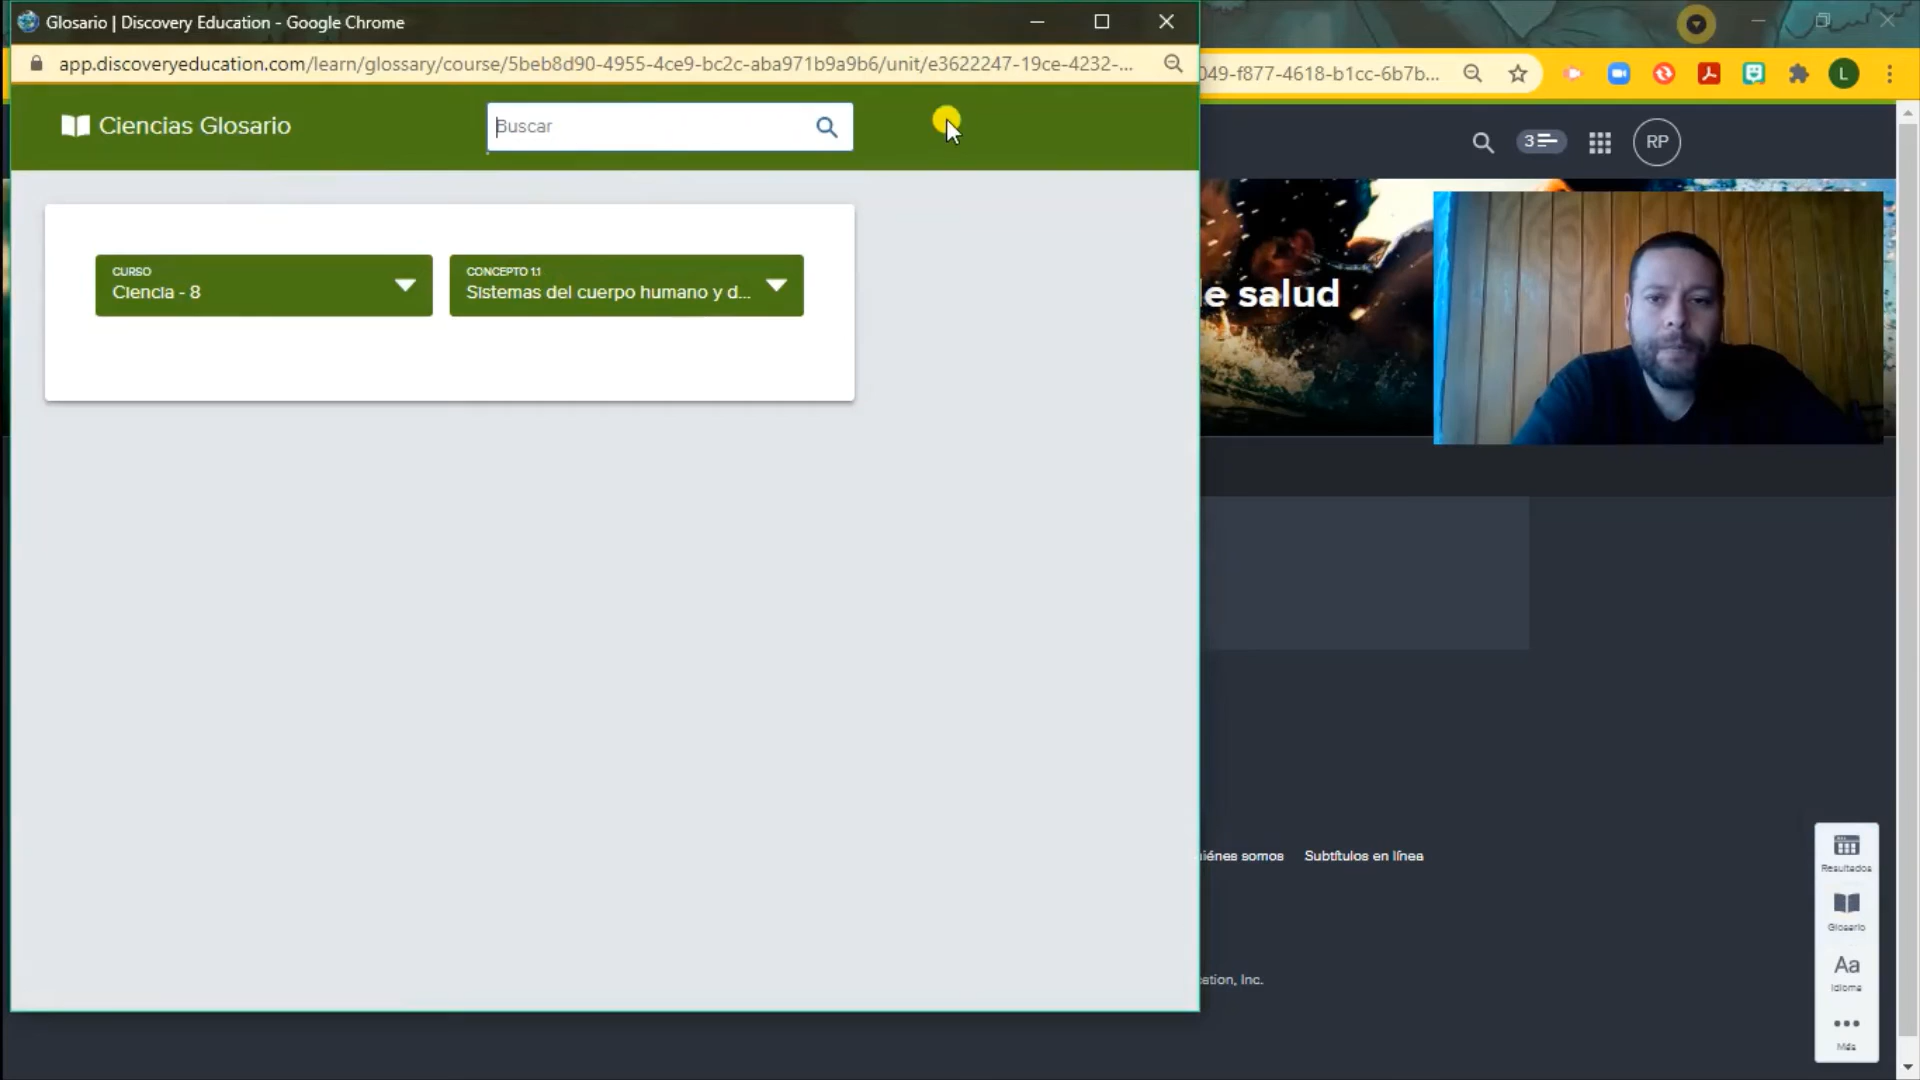 Glosario | Discovery Education - Google Chrome
app.discoveryeducation.com/learn/glossary/course/5beb8d90-4955-4ce9-bc2c-aba971b9a9b6/unit/e3622247-19ce-4232-...
049-f877-4618-b1cc-6b7b...
L
Ciencias Glosario
Buscar
3
RP
CURSO
Ciencia - 8
CONCEPTO 1.1
Sistemas del cuerpo humano y d...
e salud
iénes somos
Subtítulos en línea
Resultados
Glosario
Aa
Idioma
ation, Inc.
Más